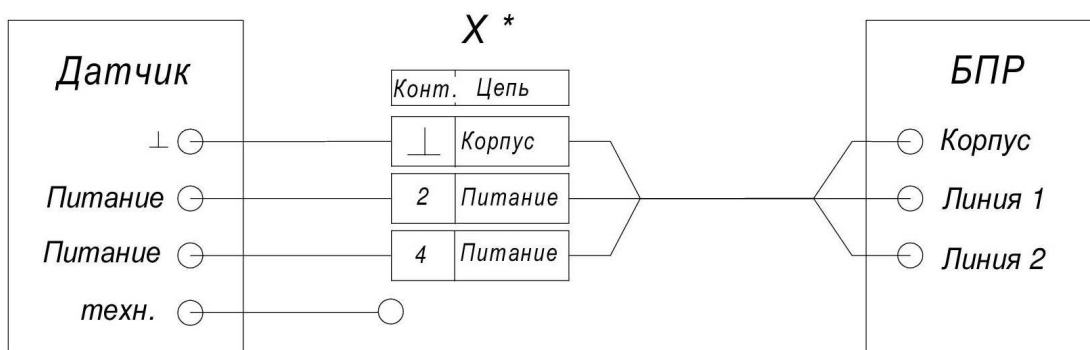 X *
Датчик
БПР
Конт. Цепь
⊥
⊥ Корпус
Корпус
Питание
2 Питание
Линия 1
Питание
4 Питание
Линия 2
техн.